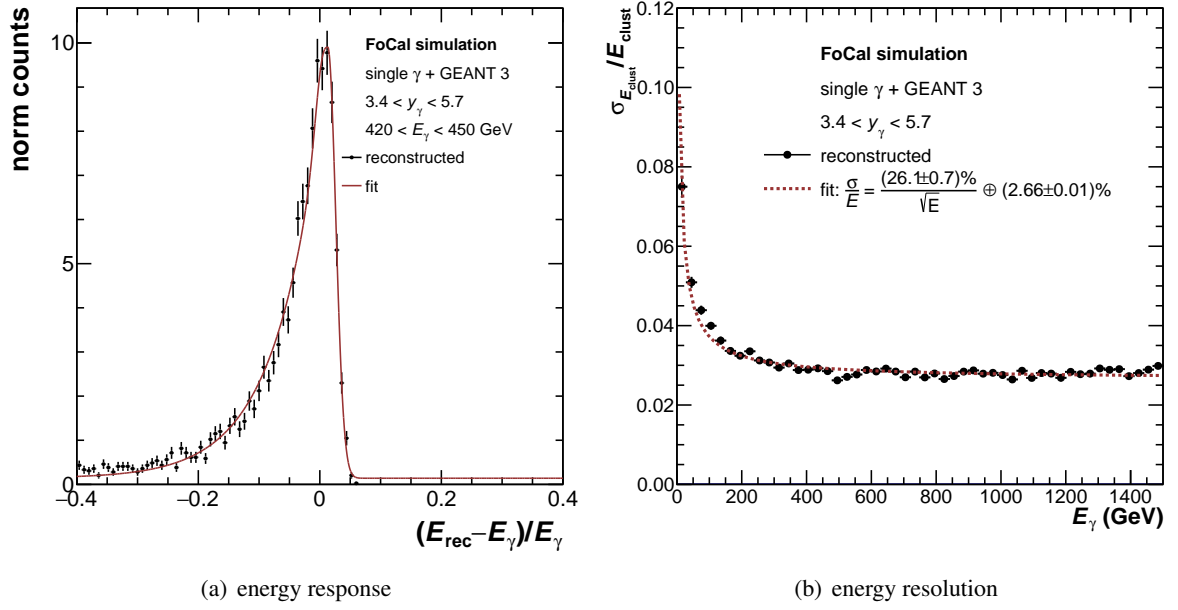 norm counts
10
5
0
FoCal simulation
single γ + GEANT 3
3.4 < yγ < 5.7
420 < Eγ < 450 GeV
reconstructed
fit
−0.4 −0.2 0 0.2 0.4
(Erec−Eγ)/Eγ
(a) energy response
σEclust/Eclust
0.12
0.10
0.08
0.06
0.04
0.02
0.00
FoCal simulation
single γ + GEANT 3
3.4 < yγ < 5.7
reconstructed
fit: σ/E = (26.1±0.7)%/√E ⊕ (2.66±0.01)%
0 200 400 600 800 1000 1200 1400
Eγ (GeV)
(b) energy resolution